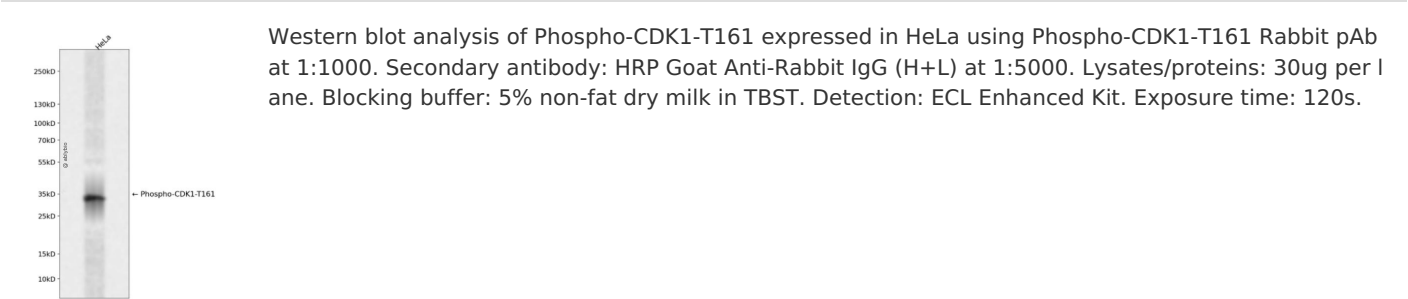 HeLa
250kD
130kD
100kD
70kD
55kD
35kD
25kD
15kD
10kD
@ ablybio
← Phospho-CDK1-T161
Western blot analysis of Phospho-CDK1-T161 expressed in HeLa using Phospho-CDK1-T161 Rabbit pAb
at 1:1000. Secondary antibody: HRP Goat Anti-Rabbit IgG (H+L) at 1:5000. Lysates/proteins: 30ug per l
ane. Blocking buffer: 5% non-fat dry milk in TBST. Detection: ECL Enhanced Kit. Exposure time: 120s.